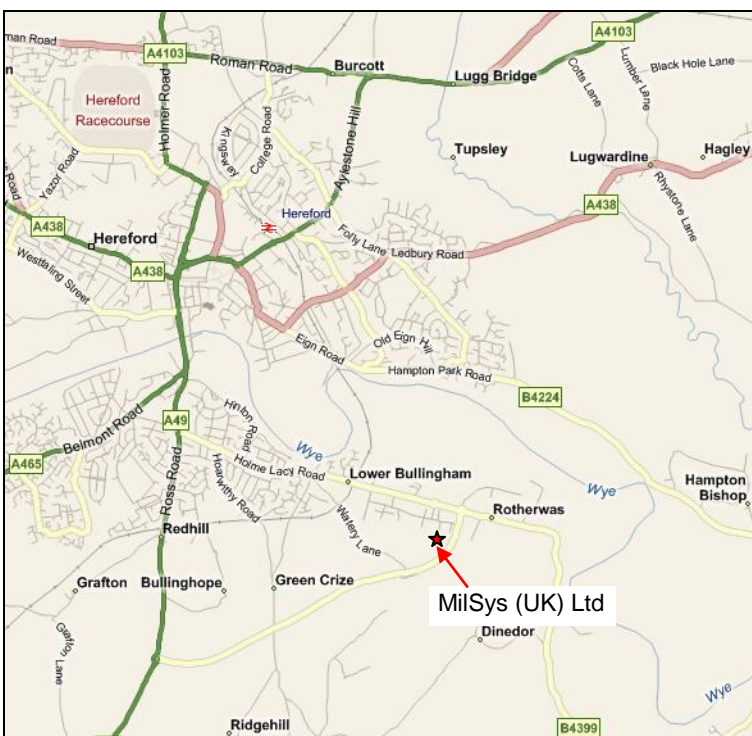 man Road
A4103
Roman Road
Burcott
Lugg Bridge
A4103
Black Hole Lane
Cotts Lane
Lumber Lane
Hereford
Racecourse
Holmer Road
Kingsway
College Road
Aylestone Hill
Tupsley
Lugwardine
Hagley
Rhystone Lane
Yazor Road
Road
A438
Hereford
Hereford
A438
A438
Westfaling Street
Folly Lane
Ledbury Road
Eign Road
Old Eign Hill
Hampton Park Road
B4224
Belmont Road
A49
A465
Hinton Road
Wye
Holme Lacy Road
Lower Bullingham
Hoarwithy Road
Ross Road
Wye
Hampton
Bishop
Rotherwas
Watery Lane
Redhill
Grafton
Bullinghope
Green Crize
MilSys (UK) Ltd
Dinedor
Grafton Lane
Wye
Ridgehill
B4399